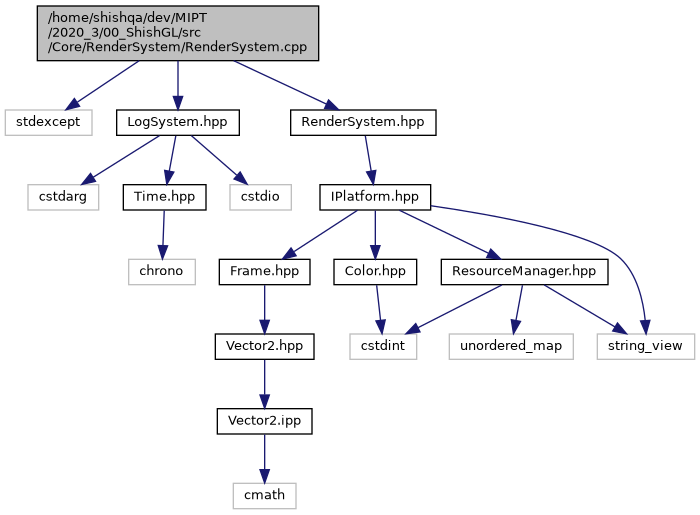 /home/shishqa/dev/MIPT
/2020_3/00_ShishGL/src
/Core/RenderSystem/RenderSystem.cpp
stdexcept
LogSystem.hpp
RenderSystem.hpp
cstdarg
Time.hpp
cstdio
IPlatform.hpp
chrono
Frame.hpp
Color.hpp
ResourceManager.hpp
Vector2.hpp
cstdint
unordered_map
string_view
Vector2.ipp
cmath